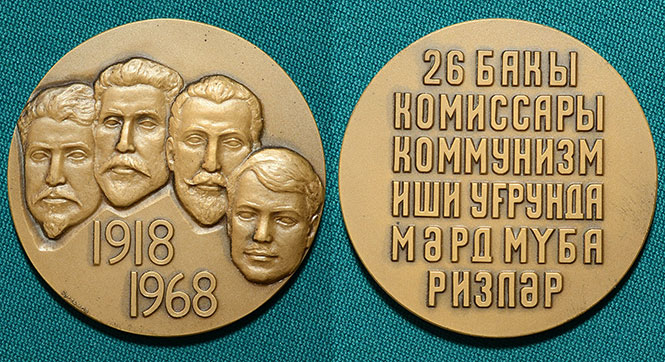 1918
1968
26 БАКЫ
КОМИССАРЫ
КОММУНИЗМ
ИШИ УҒРУНДА
МӘРД МҮБА
РИЗЛӘР